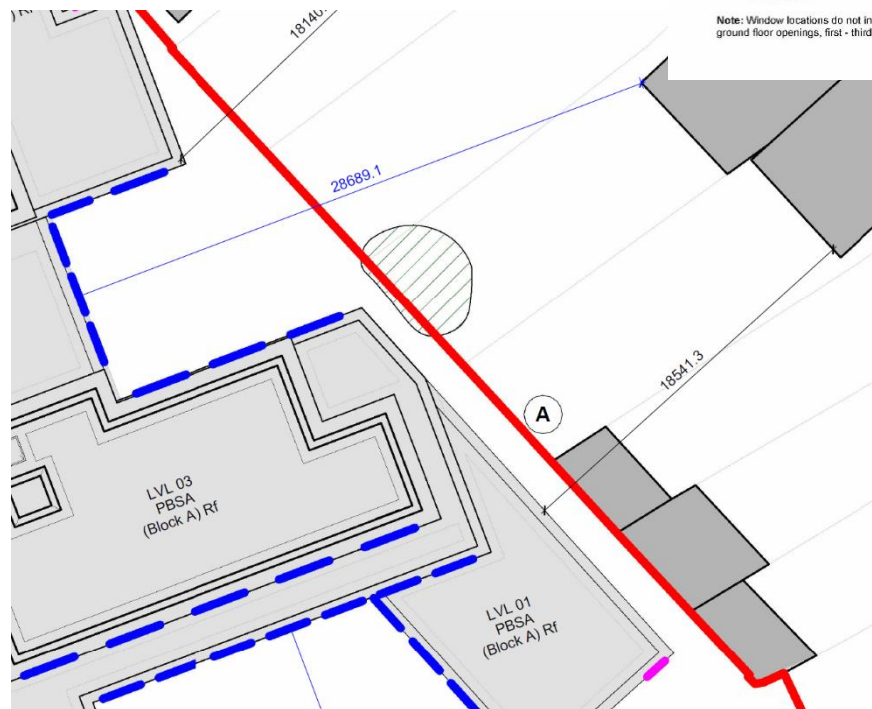 Note: Window locations do not in
ground floor openings, first - third
18140.
28689.1
18541.3
A
LVL 03
PBSA
(Block A) Rf
LVL 01
PBSA
(Block A) Rf